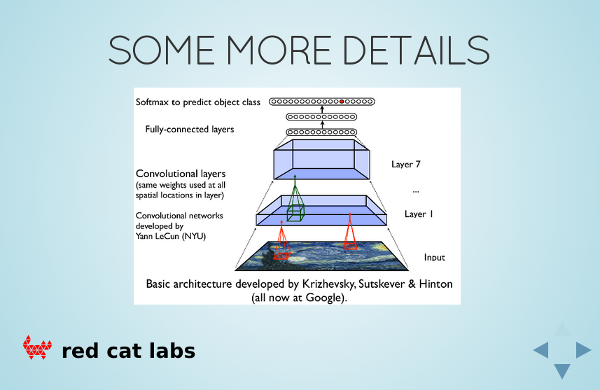 SOME MORE DETAILS
Softmax to predict object class
Fully-connected layers
Layer 7
Convolutional layers
(same weights used at all
spatial locations in layer)
...
Layer 1
Convolutional networks
developed by
Yann LeCun (NYU)
Input
Basic architecture developed by Krizhevsky, Sutskever & Hinton
(all now at Google).
red cat labs